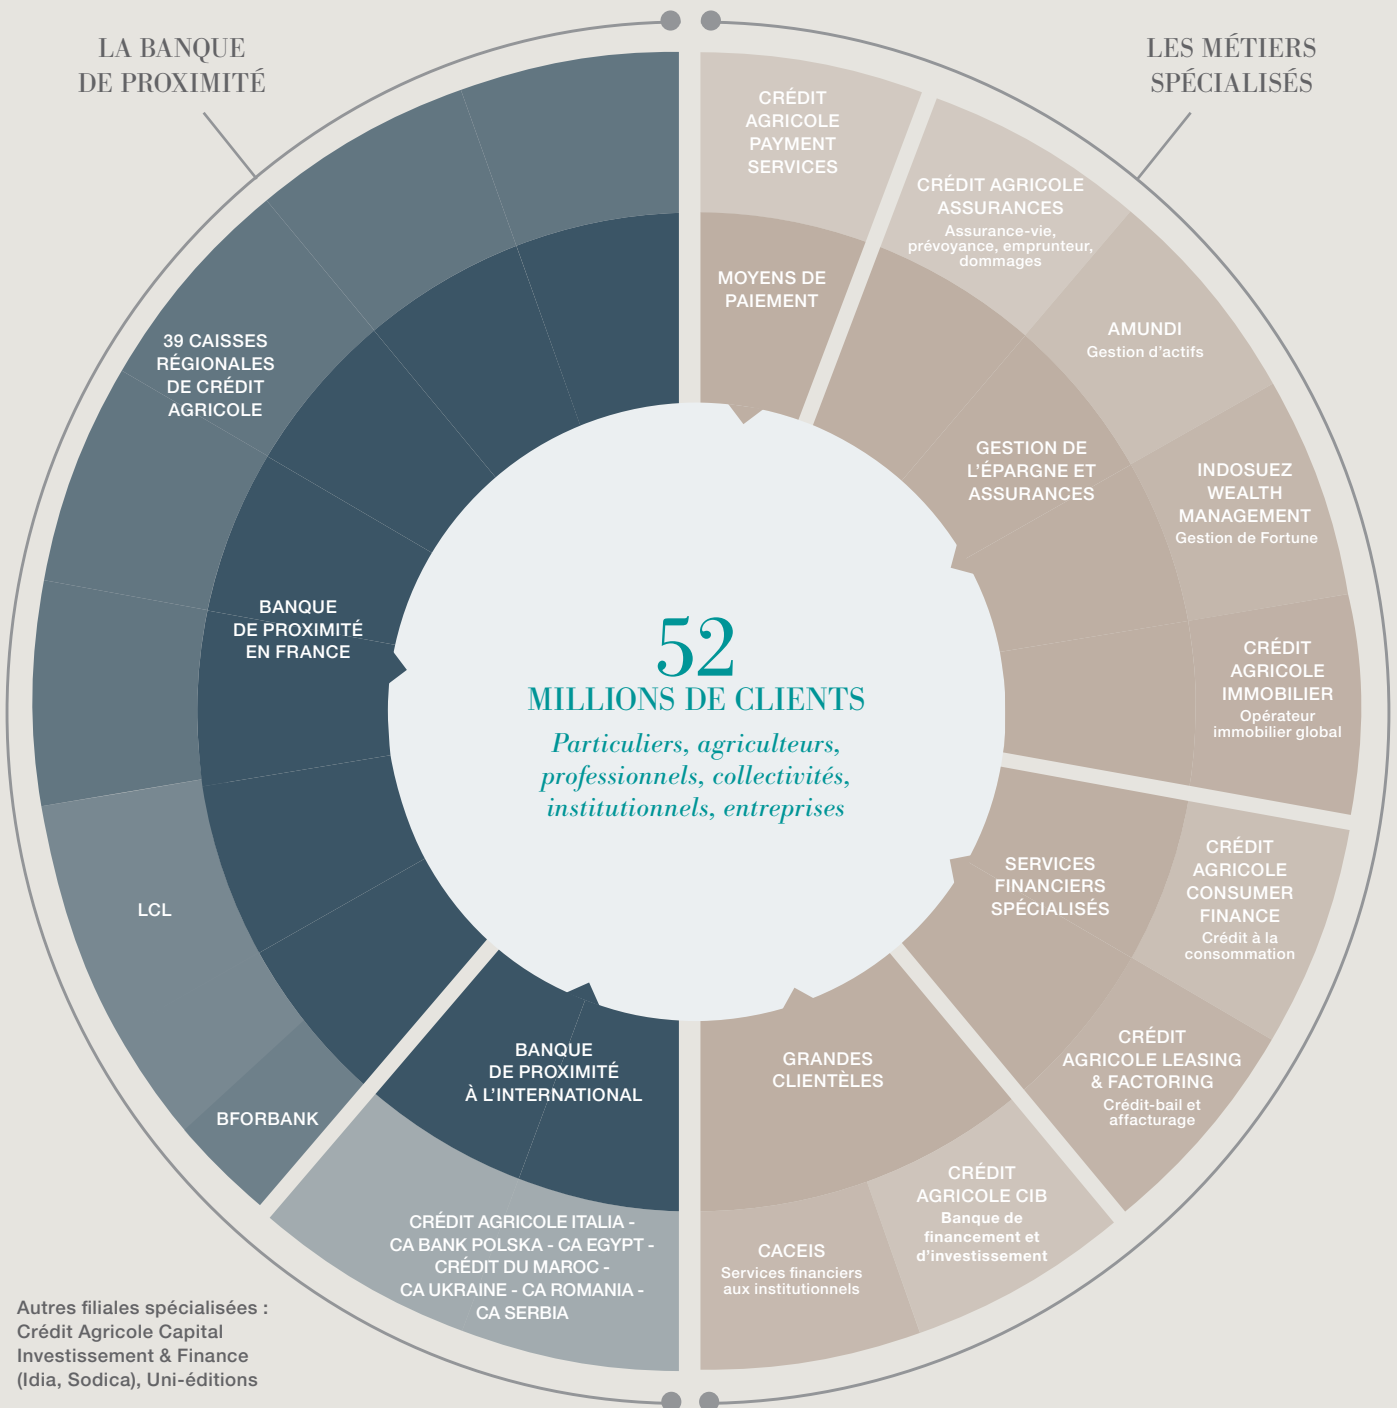 LA BANQUE
DE PROXIMITÉ
LES MÉTIERS
SPÉCIALISÉS
CRÉDIT
AGRICOLE
PAYMENT
SERVICES
MOYENS DE
PAIEMENT
CRÉDIT AGRICOLE
ASSURANCES
Assurance-vie,
prévoyance, emprunteur,
dommages
AMUNDI
Gestion d'actifs
GESTION DE
L'ÉPARGNE ET
ASSURANCES
INDOSUEZ
WEALTH
MANAGEMENT
Gestion de Fortune
CRÉDIT
AGRICOLE
IMMOBILIER
Opérateur
immobilier global
39 CAISSES
RÉGIONALES
DE CRÉDIT
AGRICOLE
BANQUE
DE PROXIMITÉ
EN FRANCE
52
MILLIONS DE CLIENTS
Particuliers, agriculteurs,
professionnels, collectivités,
institutionnels, entreprises
SERVICES
FINANCIERS
SPÉCIALISÉS
CRÉDIT
AGRICOLE
CONSUMER
FINANCE
Crédit à la
consommation
LCL
CRÉDIT
AGRICOLE LEASING
& FACTORING
Crédit-bail et
affacturage
BFORBANK
BANQUE
DE PROXIMITÉ
À L'INTERNATIONAL
GRANDES
CLIENTÈLES
CRÉDIT
AGRICOLE CIB
Banque de
financement et
d'investissement
CACEIS
Services financiers
aux institutionnels
CRÉDIT AGRICOLE ITALIA -
CA BANK POLSKA - CA EGYPT -
CRÉDIT DU MAROC -
CA UKRAINE - CA ROMANIA -
CA SERBIA
Autres filiales spécialisées :
Crédit Agricole Capital
Investissement & Finance
(Idia, Sodica), Uni-éditions